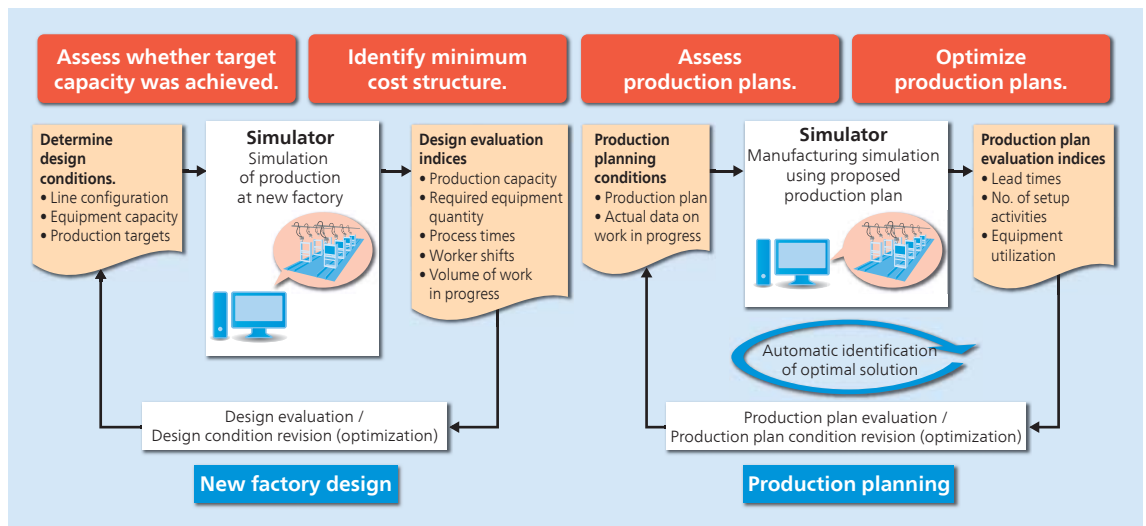 Assess whether target
capacity was achieved.
Identify minimum
cost structure.
Assess
production plans.
Optimize
production plans.
Determine
design
conditions.
• Line configuration
• Equipment capacity
• Production targets
Simulator
Simulation
of production
at new factory
Design evaluation
indices
• Production capacity
• Required equipment
quantity
• Process times
• Worker shifts
• Volume of work
in progress
Design evaluation /
Design condition revision (optimization)
New factory design
Production
planning
conditions
• Production plan
• Actual data on
work in progress
Simulator
Manufacturing simulation
using proposed
production plan
Production plan
evaluation indices
• Lead times
• No. of setup
activities
• Equipment
utilization
Automatic identification
of optimal solution
Production plan evaluation /
Production plan condition revision (optimization)
Production planning